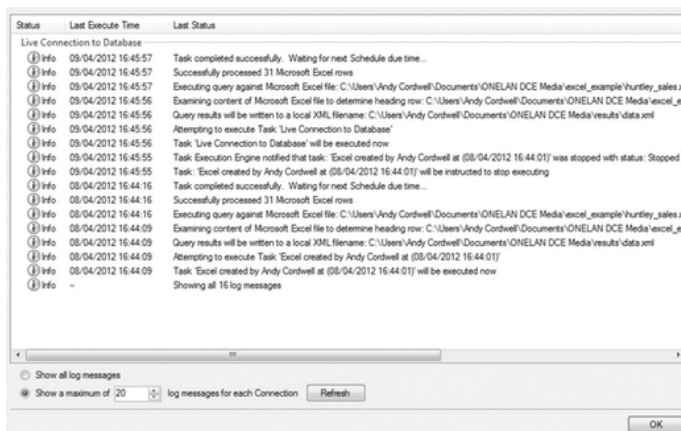 Status Last Execute Time Last Status
Live Connection to Database
Info 09/04/2012 16:45:57 Task completed successfully. Waiting for next Schedule due time...
Info 09/04/2012 16:45:57 Successfully processed 31 Microsoft Excel rows
Info 09/04/2012 16:45:57 Executing query against Microsoft Excel file: C:\Users\Andy Cordwell\Documents\ONELAN DCE Media\excel_example\huntley_sales.x
Info 09/04/2012 16:45:56 Examining content of Microsoft Excel file to determine heading row: C:\Users\Andy Cordwell\Documents\ONELAN DCE Media\excel_e
Info 09/04/2012 16:45:56 Query results will be written to a local XML filename: C:\Users\Andy Cordwell\Documents\ONELAN DCE Media\results\data.xml
Info 09/04/2012 16:45:56 Attempting to execute Task 'Live Connection to Database'
Info 09/04/2012 16:45:56 Task 'Live Connection to Database' will be executed now
Info 09/04/2012 16:45:55 Task Execution Engine notified that task: 'Excel created by Andy Cordwell at (08/04/2012 16:44:01)' was stopped with status: Stopped
Info 09/04/2012 16:45:55 Task: 'Excel created by Andy Cordwell at (08/04/2012 16:44:01)' will be instructed to stop executing
Info 08/04/2012 16:44:16 Task completed successfully. Waiting for next Schedule due time...
Info 08/04/2012 16:44:16 Successfully processed 31 Microsoft Excel rows
Info 08/04/2012 16:44:16 Executing query against Microsoft Excel file: C:\Users\Andy Cordwell\Documents\ONELAN DCE Media\excel_example\huntley_sales.x
Info 08/04/2012 16:44:09 Examining content of Microsoft Excel file to determine heading row: C:\Users\Andy Cordwell\Documents\ONELAN DCE Media\excel_e
Info 08/04/2012 16:44:09 Query results will be written to a local XML filename: C:\Users\Andy Cordwell\Documents\ONELAN DCE Media\results\data.xml
Info 08/04/2012 16:44:09 Attempting to execute Task 'Excel created by Andy Cordwell at (08/04/2012 16:44:01)'
Info 08/04/2012 16:44:09 Task 'Excel created by Andy Cordwell at (08/04/2012 16:44:01)' will be executed now
Info – Showing all 16 log messages
Show all log messages
Show a maximum of 20 log messages for each Connection Refresh
OK